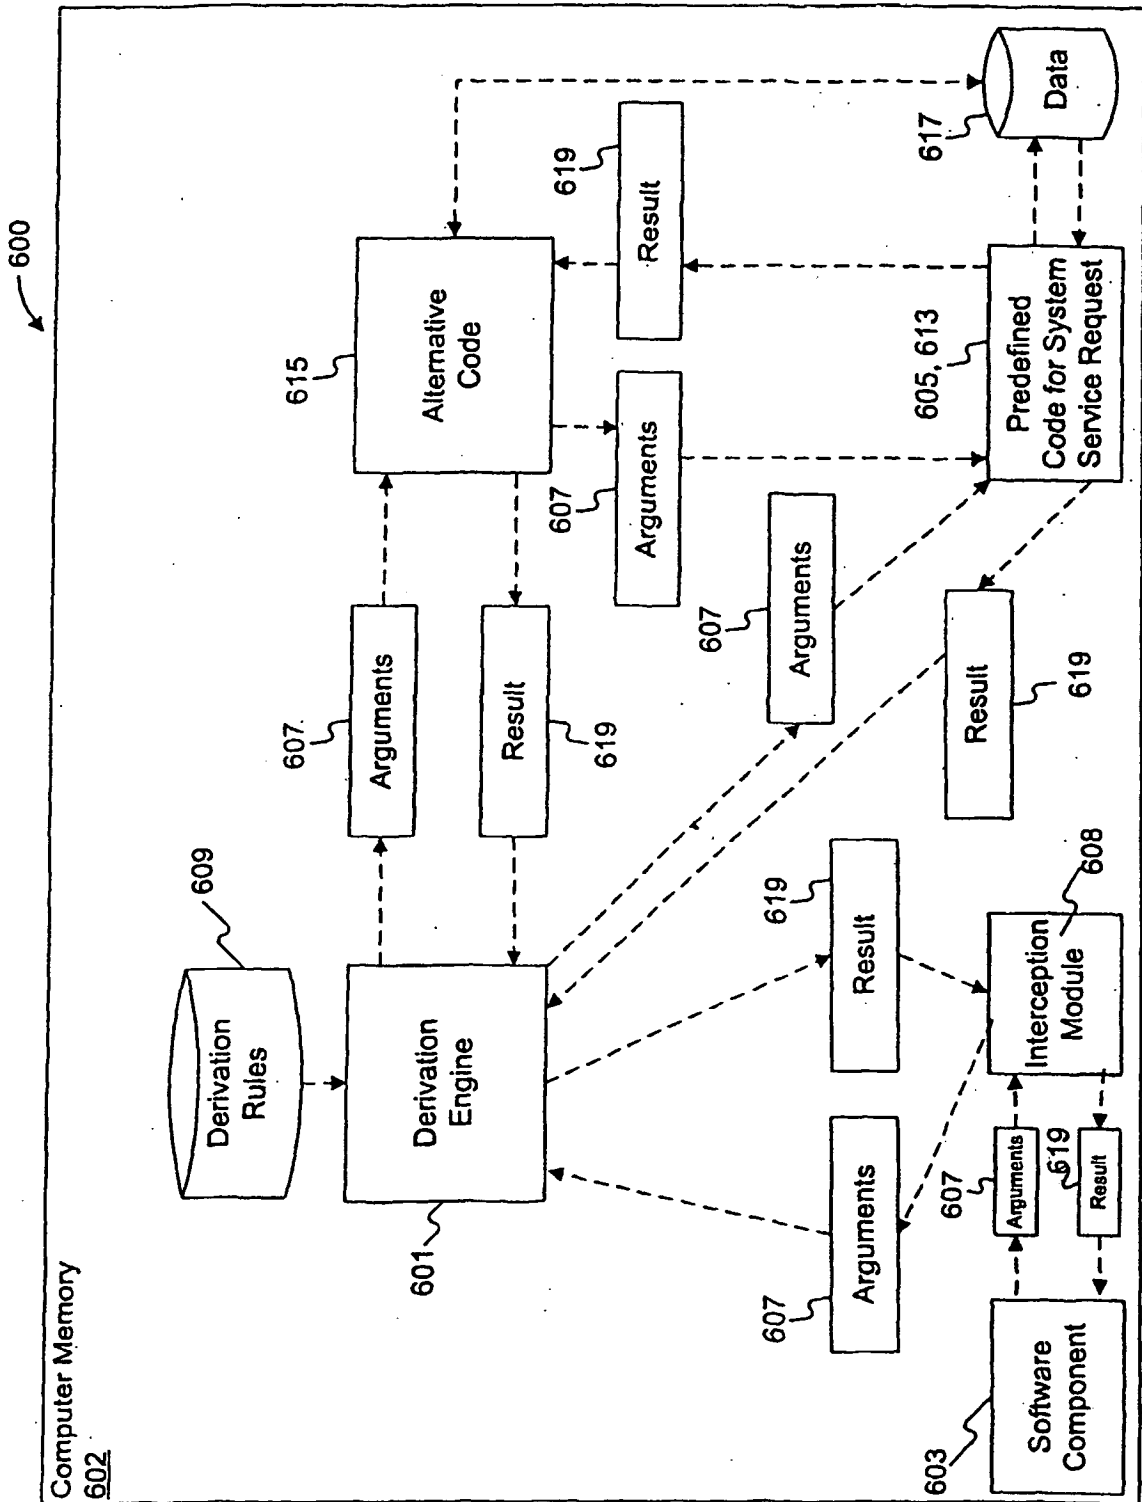 600
Computer Memory
602
609
Derivation
Rules
601
Derivation
Engine
607
Arguments
Result
619
615
Alternative
Code
607
Arguments
619
Result
607
Arguments
Result
619
607
Arguments
619
Result
603
Software
Component
607
Arguments
619
Result
Interception
Module
608
Predefined
Code for System
Service Request
605, 613
617
Data